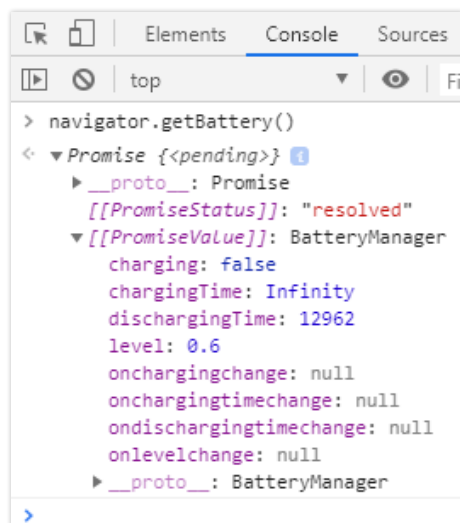 Elements Console Sources
top Fi
> navigator.getBattery()
Promise {<pending>} i
__proto__: Promise
[[PromiseStatus]]: "resolved"
[[PromiseValue]]: BatteryManager
charging: false
chargingTime: Infinity
dischargingTime: 12962
level: 0.6
onchargingchange: null
onchargingtimechange: null
ondischargingtimechange: null
onlevelchange: null
__proto__: BatteryManager
>